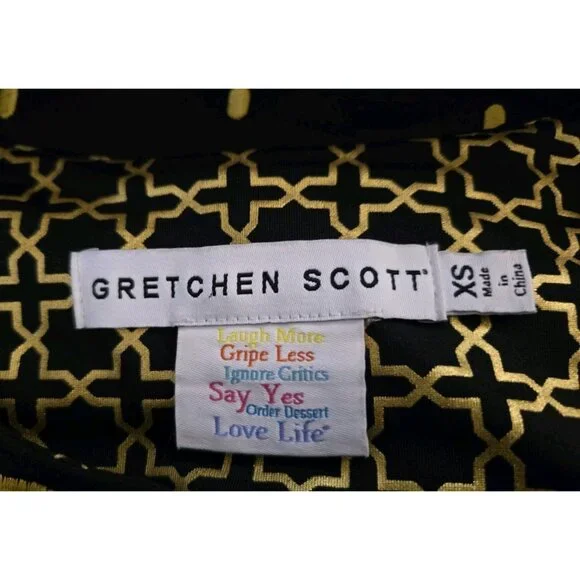 GRETCHEN SCOTT®
XS
Made
in
China
Laugh More
Gripe Less
Ignore Critics
Say Yes
Order Dessert
Love Life®